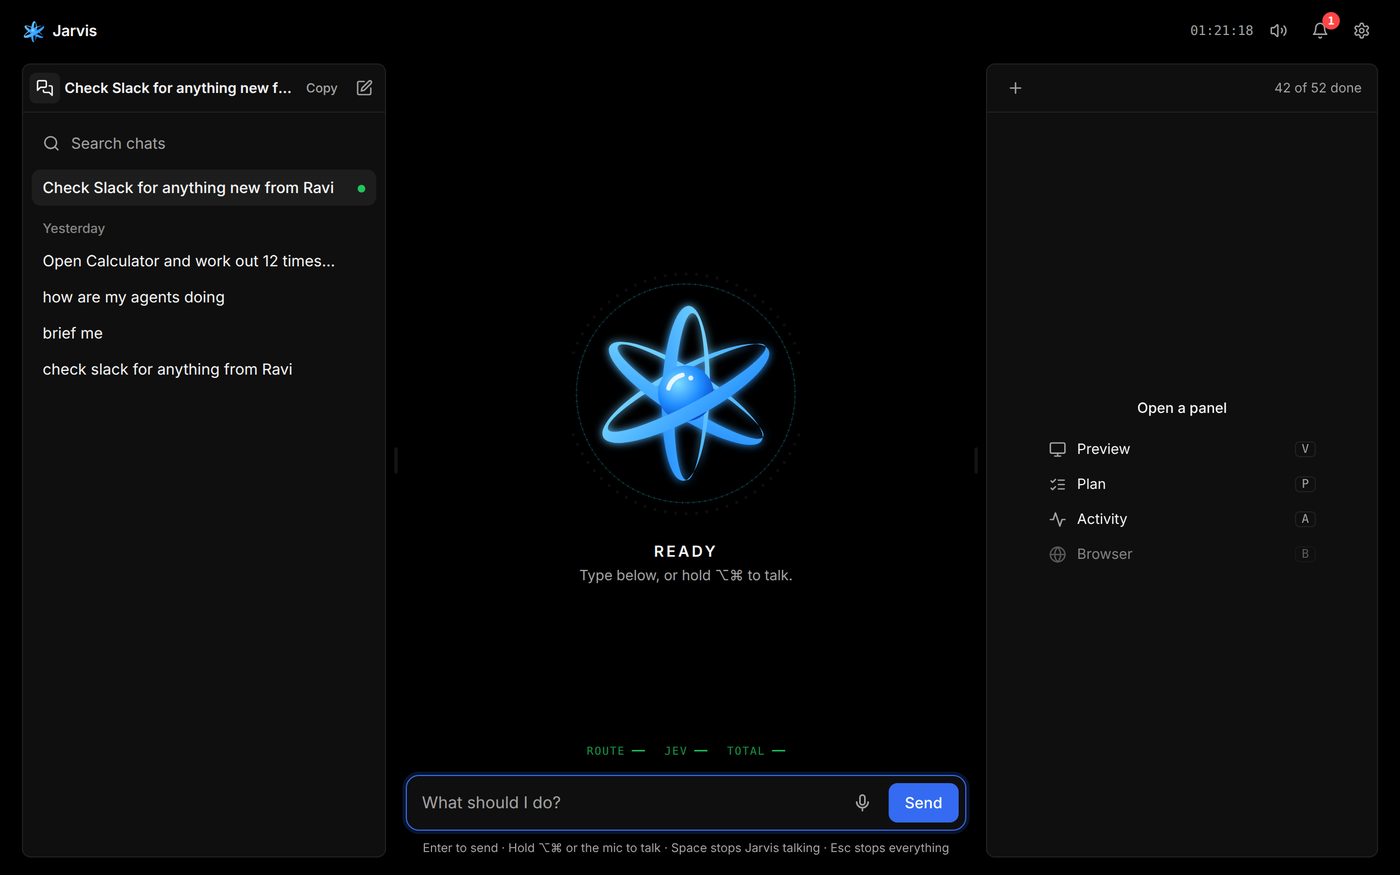 Jarvis
01:21:18
1
Check Slack for anything new f...
Copy
42 of 52 done
Search chats
Check Slack for anything new from Ravi
Yesterday
Open Calculator and work out 12 times...
how are my agents doing
brief me
check slack for anything from Ravi
READY
Type below, or hold ⌥⌘ to talk.
Open a panel
Preview V
Plan P
Activity A
Browser B
ROUTE — JEV — TOTAL —
What should I do?
Send
Enter to send · Hold ⌥⌘ or the mic to talk · Space stops Jarvis talking · Esc stops everything